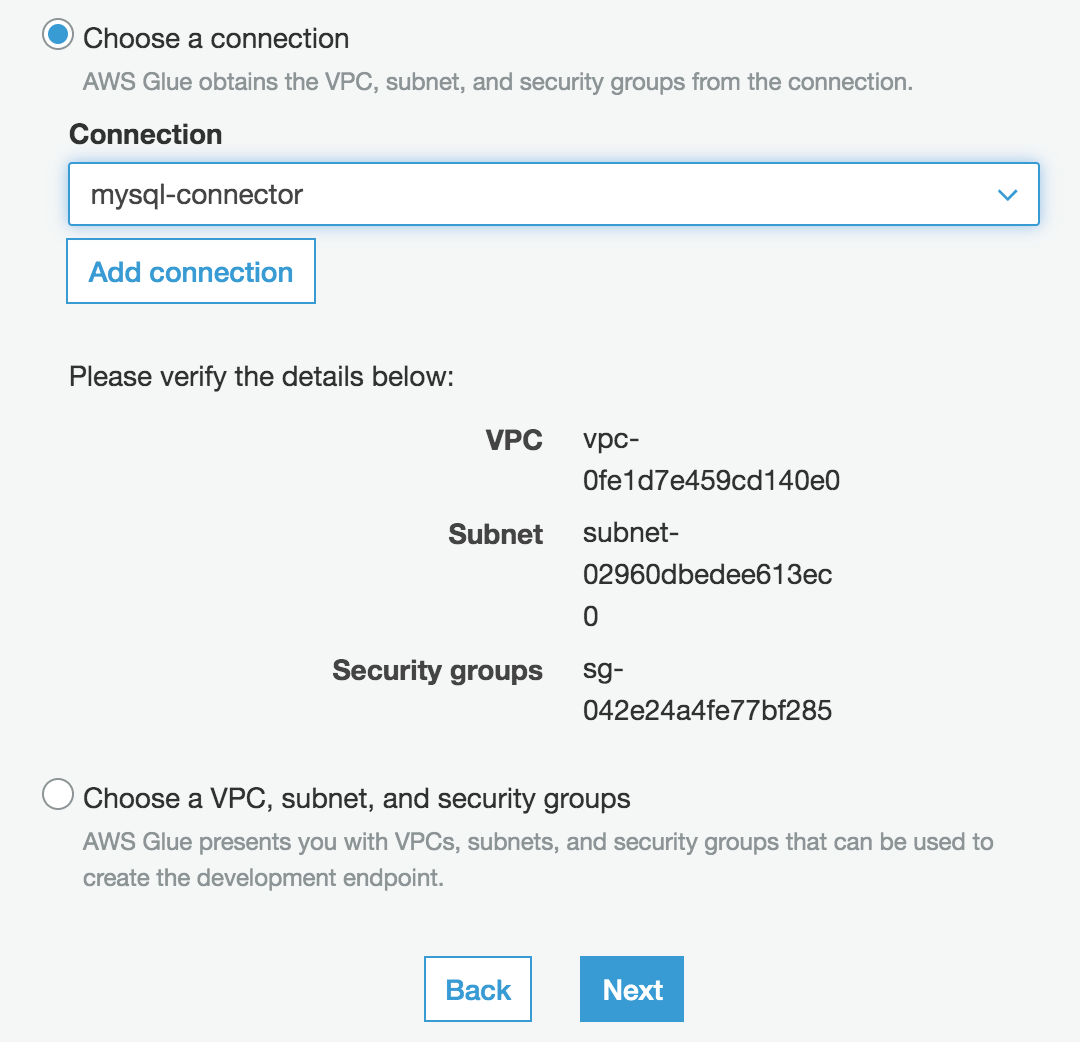 Choose a connection
AWS Glue obtains the VPC, subnet, and security groups from the connection.
Connection
mysql-connector
Add connection
Please verify the details below:
VPC vpc-
0fe1d7e459cd140e0
Subnet subnet-
02960dbedee613ec
0
Security groups sg-
042e24a4fe77bf285
Choose a VPC, subnet, and security groups
AWS Glue presents you with VPCs, subnets, and security groups that can be used to
create the development endpoint.
Back Next